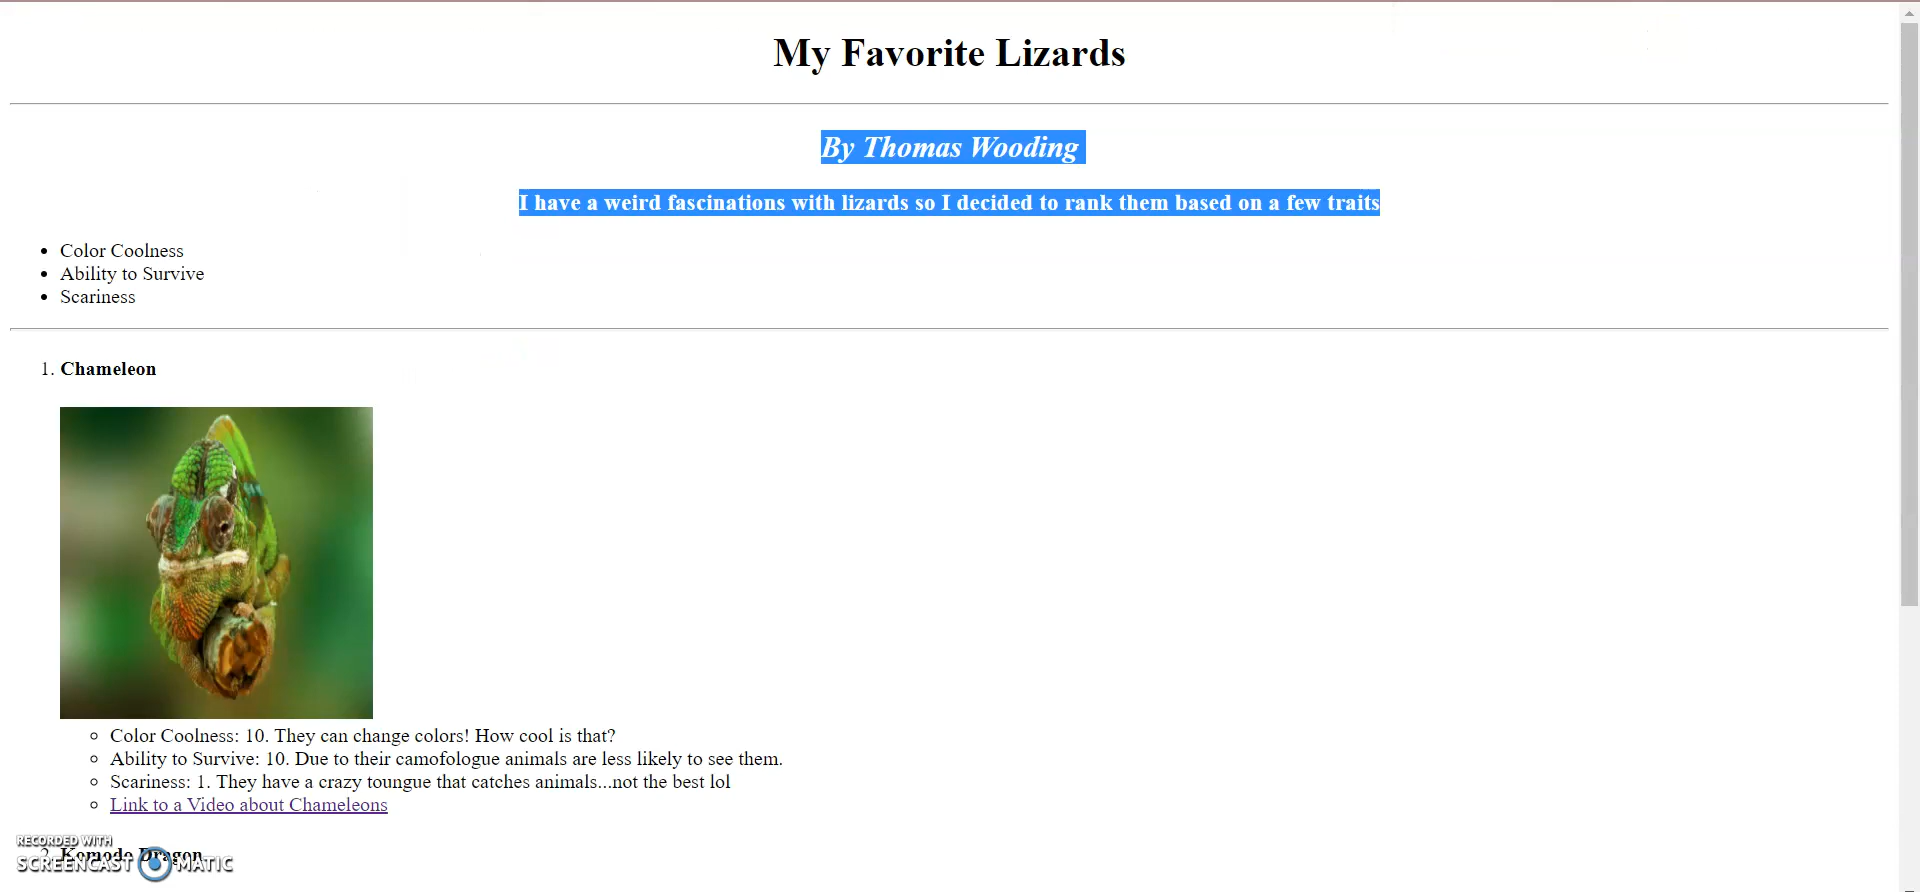 My Favorite Lizards
By Thomas Wooding
I have a weird fascinations with lizards so I decided to rank them based on a few traits
• Color Coolness
• Ability to Survive
• Scariness
1. Chameleon
◦ Color Coolness: 10. They can change colors! How cool is that?
◦ Ability to Survive: 10. Due to their camofologue animals are less likely to see them.
◦ Scariness: 1. They have a crazy toungue that catches animals...not the best lol
◦ Link to a Video about Chameleons
2. Komodo Dragon
RECORDED WITH
SCREENCAST MATIC